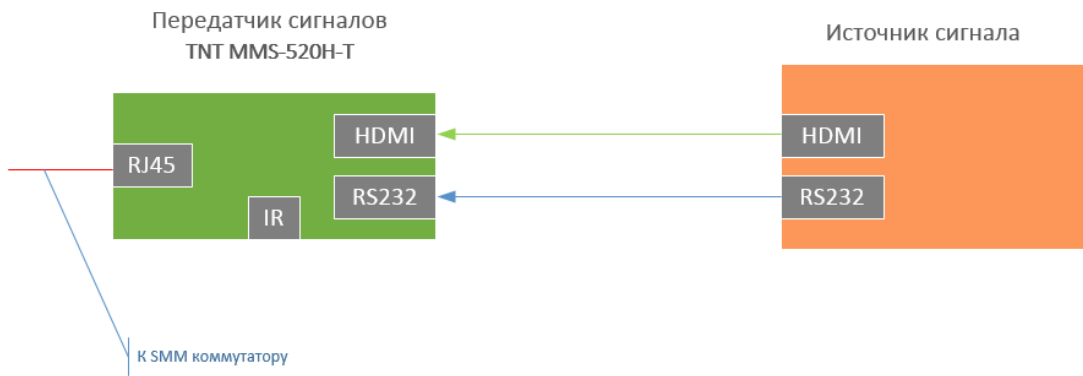 Передатчик сигналов
TNT MMS-520H-T
Источник сигнала
HDMI
HDMI
RJ45
RS232
RS232
IR
К SMM коммутатору